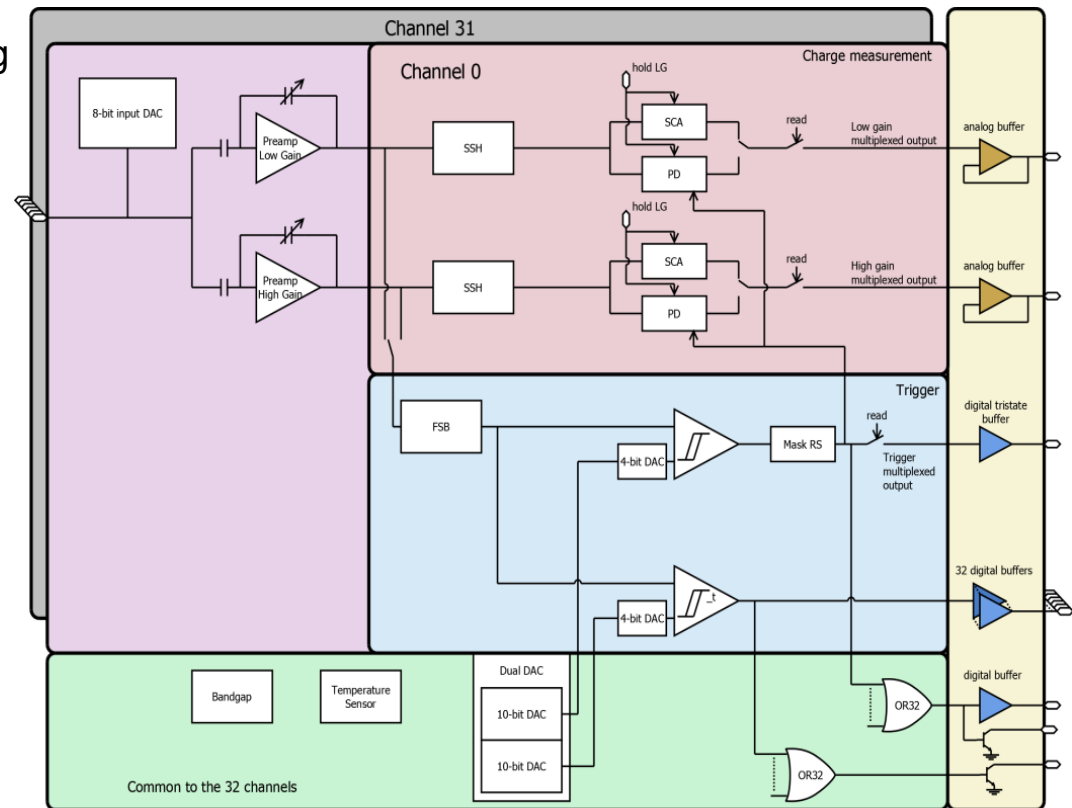 g
Channel 31
Channel 0
Charge measurement
8-bit input DAC
Preamp
Low Gain
SSH
hold LG
SCA
PD
read
Low gain
multiplexed output
analog buffer
Preamp
High Gain
SSH
hold LG
SCA
PD
read
High gain
multiplexed output
analog buffer
Trigger
FSB
4-bit DAC
Mask RS
read
Trigger
multiplexed
output
digital tristate
buffer
4-bit DAC
_t
32 digital buffers
Bandgap
Temperature
Sensor
Dual DAC
10-bit DAC
10-bit DAC
OR32
digital buffer
OR32
Common to the 32 channels